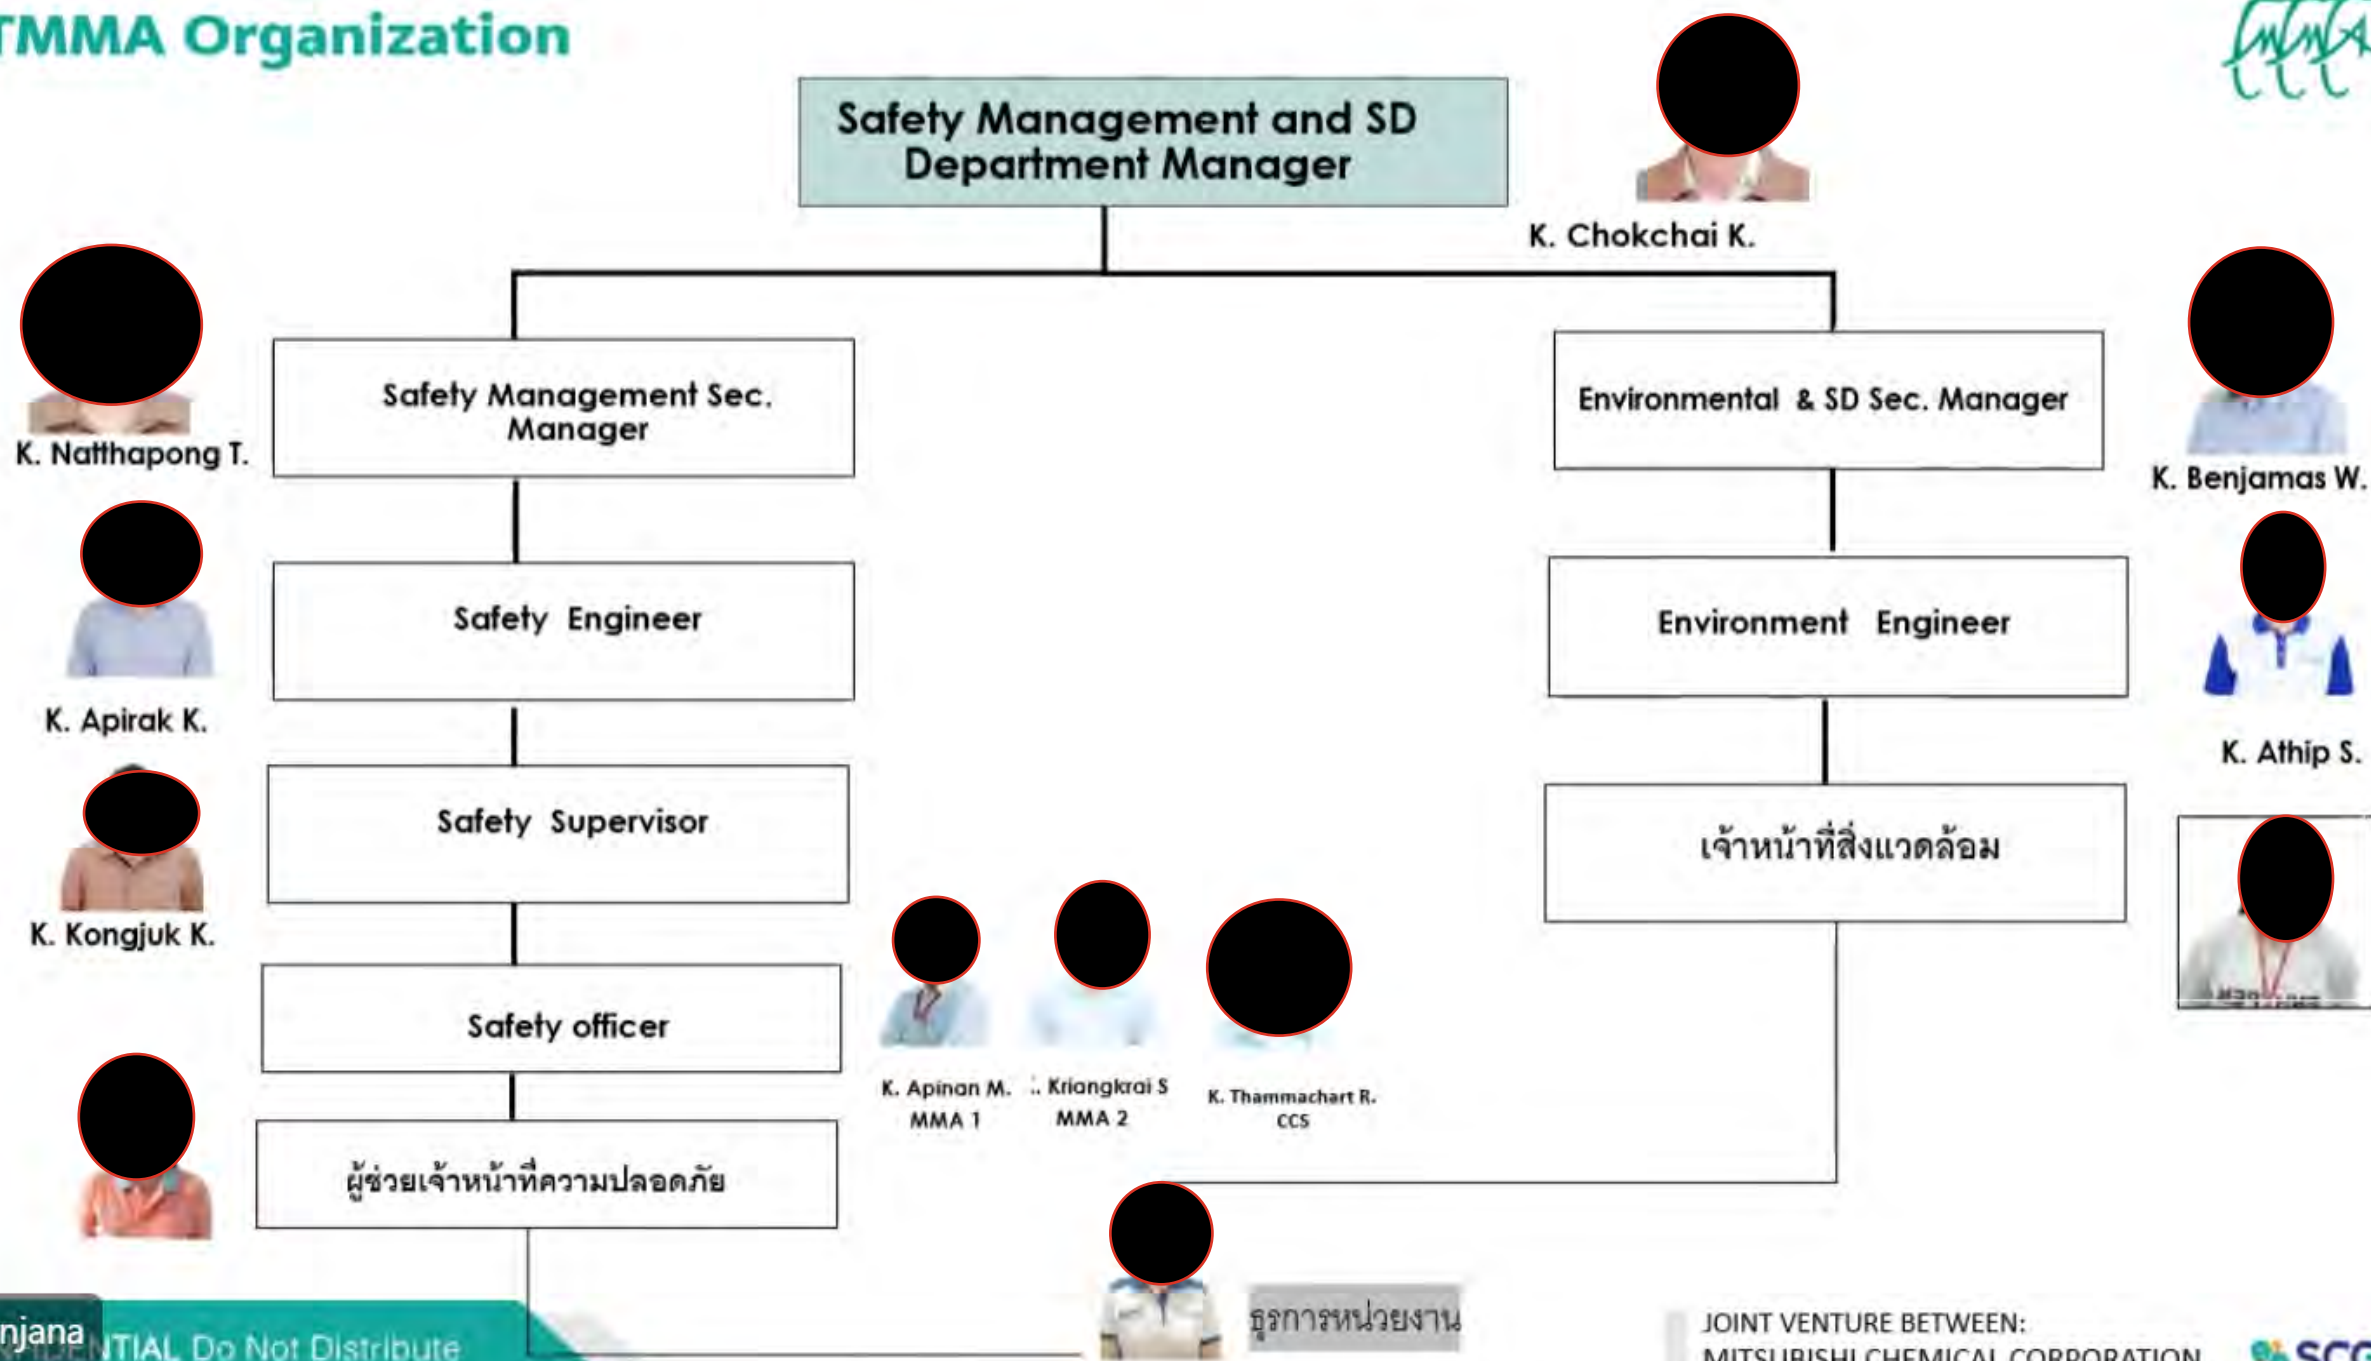 TMMA Organization
Safety Management and SD
Department Manager
K. Chokchai K.
K. Natthapong T.
Safety Management Sec.
Manager
Environmental & SD Sec. Manager
K. Benjamas W.
Safety Engineer
Environment Engineer
K. Apirak K.
K. Athip S.
Safety Supervisor
เจ้าหน้าที่สิ่งแวดล้อม
K. Kongjuk K.
Safety officer
K. Apinan M.
MMA 1
Kriangkrai S
MMA 2
K. Thammachart R.
CCS
ผู้ช่วยเจ้าหน้าที่ความปลอดภัย
ธุรการหน่วยงาน
njana
NTIAL Do Not Distribute
JOINT VENTURE BETWEEN:
MITSUBISHI CHEMICAL CORPORATION
SCG